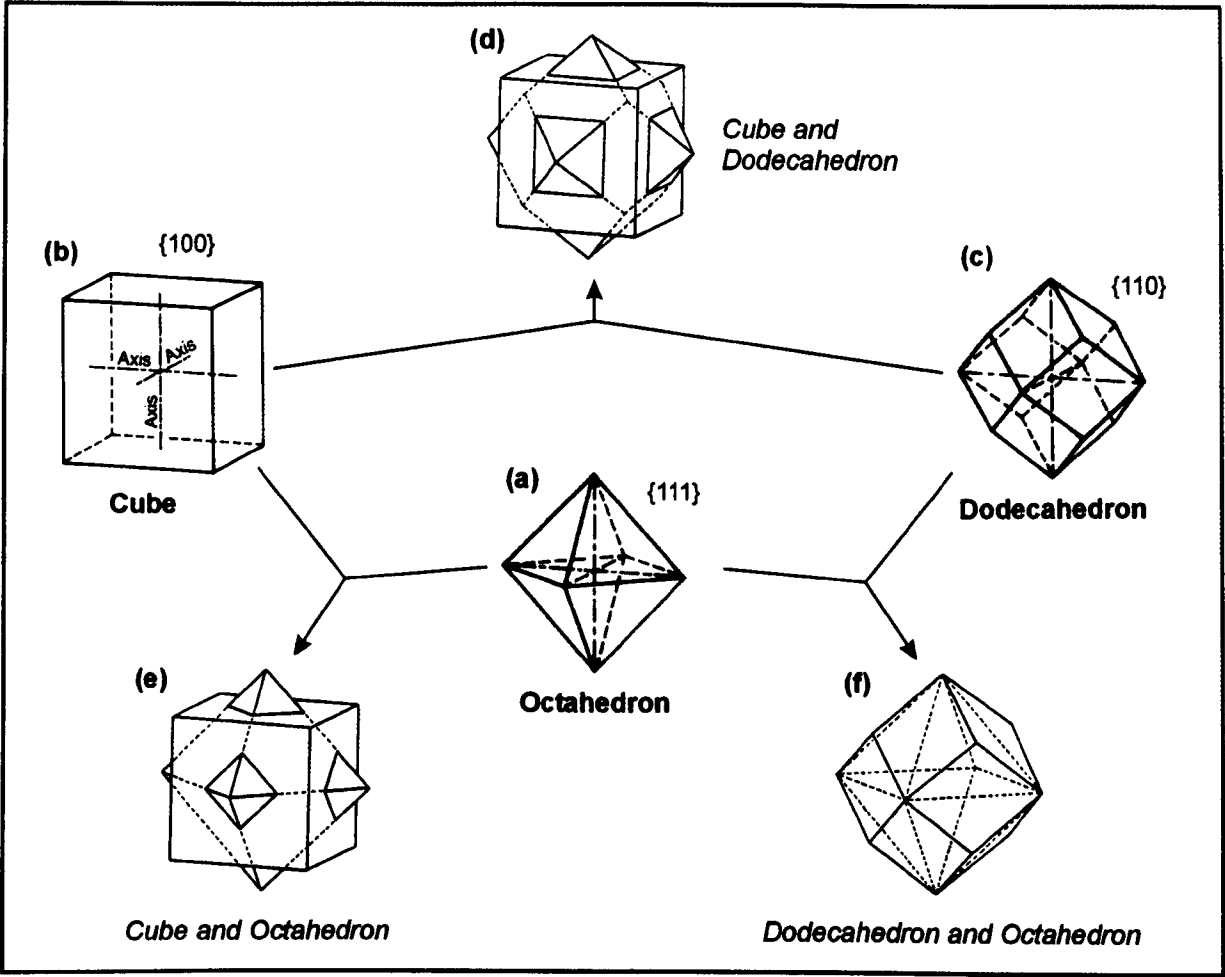 (d)
Cube and
Dodecahedron
(b)
{100}
Axis
Axis
Axis
Cube
(c)
{110}
Dodecahedron
(a)
{111}
Octahedron
(e)
Cube and Octahedron
(f)
Dodecahedron and Octahedron